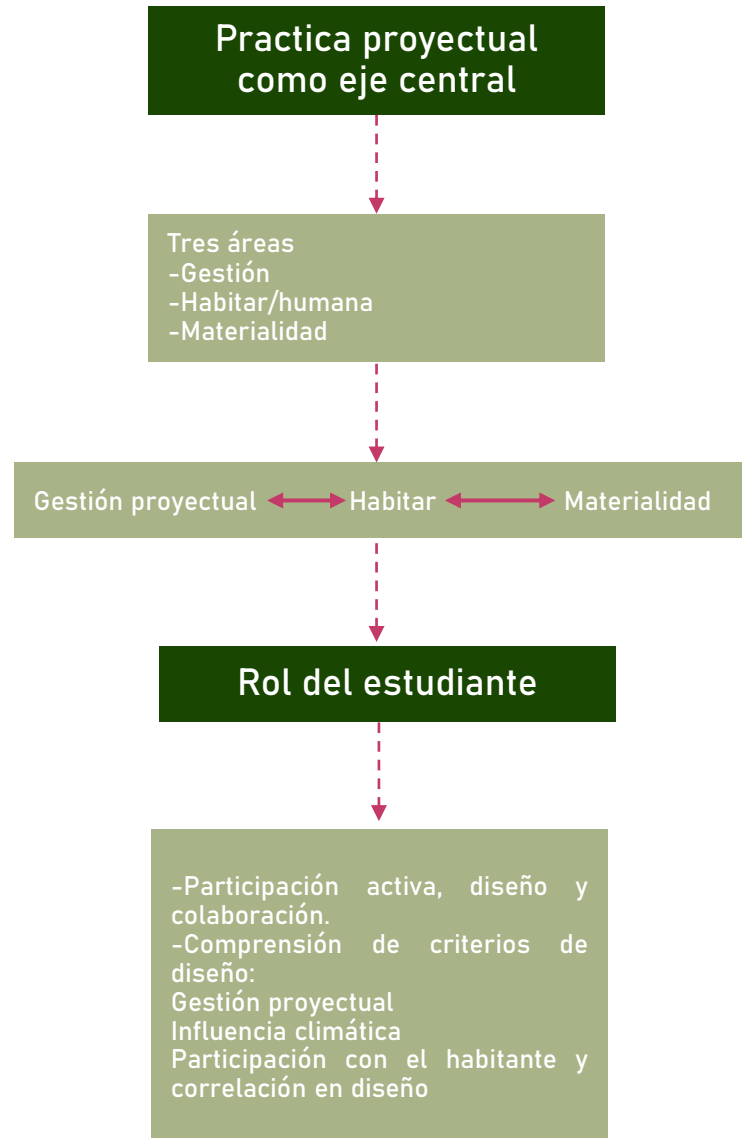 Practica proyectual
como eje central
Tres áreas
-Gestión
-Habitar/humana
-Materialidad
Gestión proyectual Habitar Materialidad
Rol del estudiante
-Participación activa, diseño y
colaboración.
-Comprensión de criterios de
diseño:
Gestión proyectual
Influencia climática
Participación con el habitante y
correlación en diseño